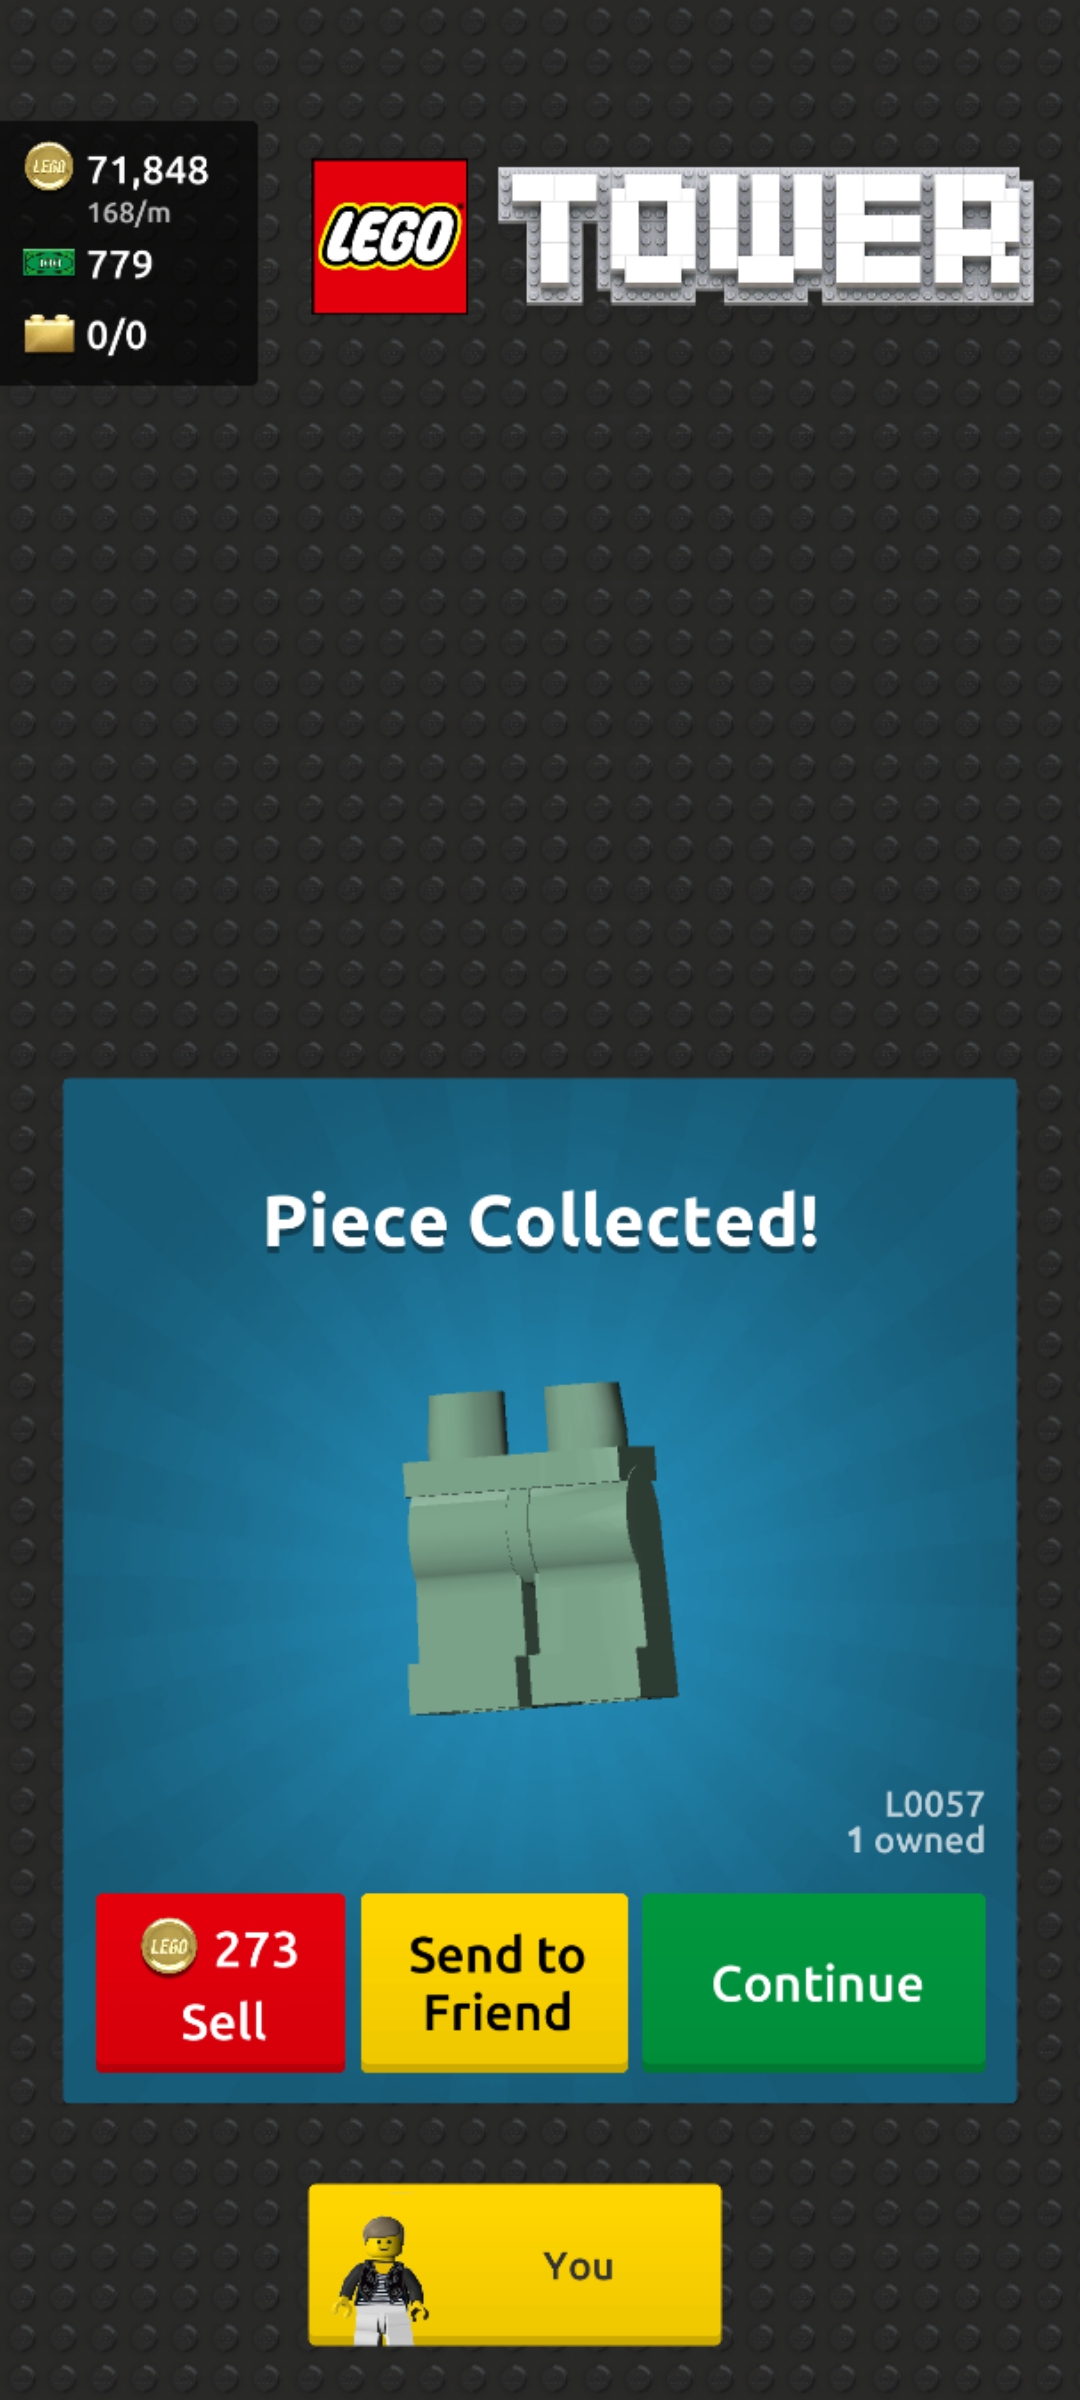 LEGO
71,848
168/m
779
0/0
LEGO
TOWER
Piece Collected!
L0057
1 owned
LEGO 273
Sell
Send to
Friend
Continue
You